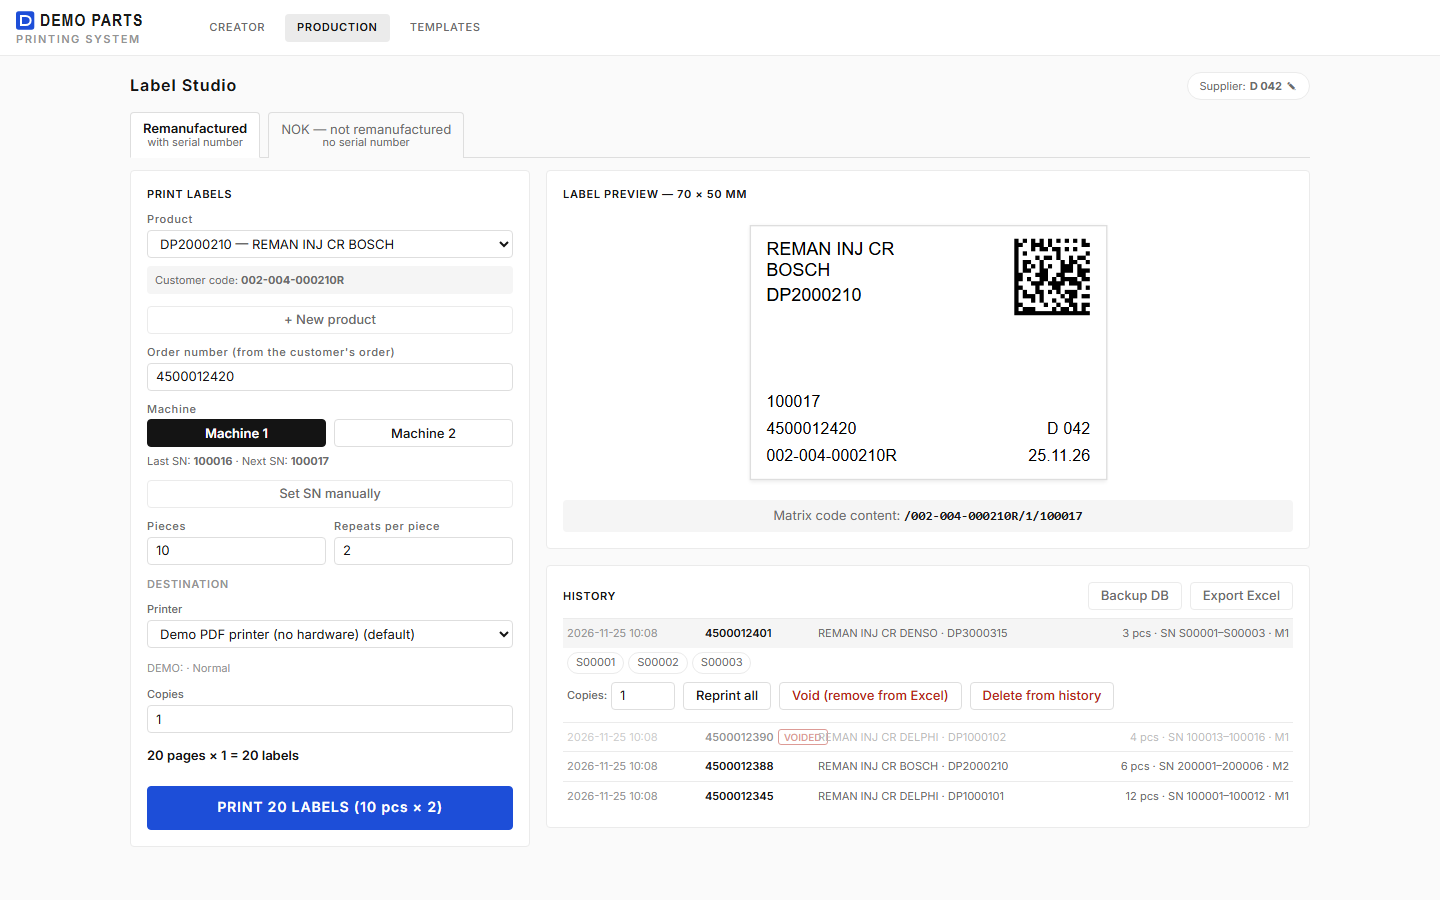 DEMO PARTS
PRINTING SYSTEM
CREATOR
PRODUCTION
TEMPLATES
Label Studio
Supplier: D 042
Remanufactured
with serial number
NOK — not remanufactured
no serial number
PRINT LABELS
Product
DP2000210 — REMAN INJ CR BOSCH
Customer code: 002-004-000210R
+ New product
Order number (from the customer's order)
4500012420
Machine
Machine 1
Machine 2
Last SN: 100016 · Next SN: 100017
Set SN manually
Pieces
Repeats per piece
10
2
DESTINATION
Printer
Demo PDF printer (no hardware) (default)
DEMO: · Normal
Copies
1
20 pages × 1 = 20 labels
PRINT 20 LABELS (10 pcs × 2)
LABEL PREVIEW — 70 × 50 MM
REMAN INJ CR
BOSCH
DP2000210
100017
4500012420
D 042
002-004-000210R
25.11.26
Matrix code content: /002-004-000210R/1/100017
HISTORY
Backup DB
Export Excel
2026-11-25 10:08 4500012401 REMAN INJ CR DENSO · DP3000315 3 pcs · SN S00001–S00003 · M1
S00001 S00002 S00003
Copies: 1 Reprint all Void (remove from Excel) Delete from history
2026-11-25 10:08 4500012390 VOIDED REMAN INJ CR DELPHI · DP1000102 4 pcs · SN 100013–100016 · M1
2026-11-25 10:08 4500012388 REMAN INJ CR BOSCH · DP2000210 6 pcs · SN 200001–200006 · M2
2026-11-25 10:08 4500012345 REMAN INJ CR DELPHI · DP1000101 12 pcs · SN 100001–100012 · M1